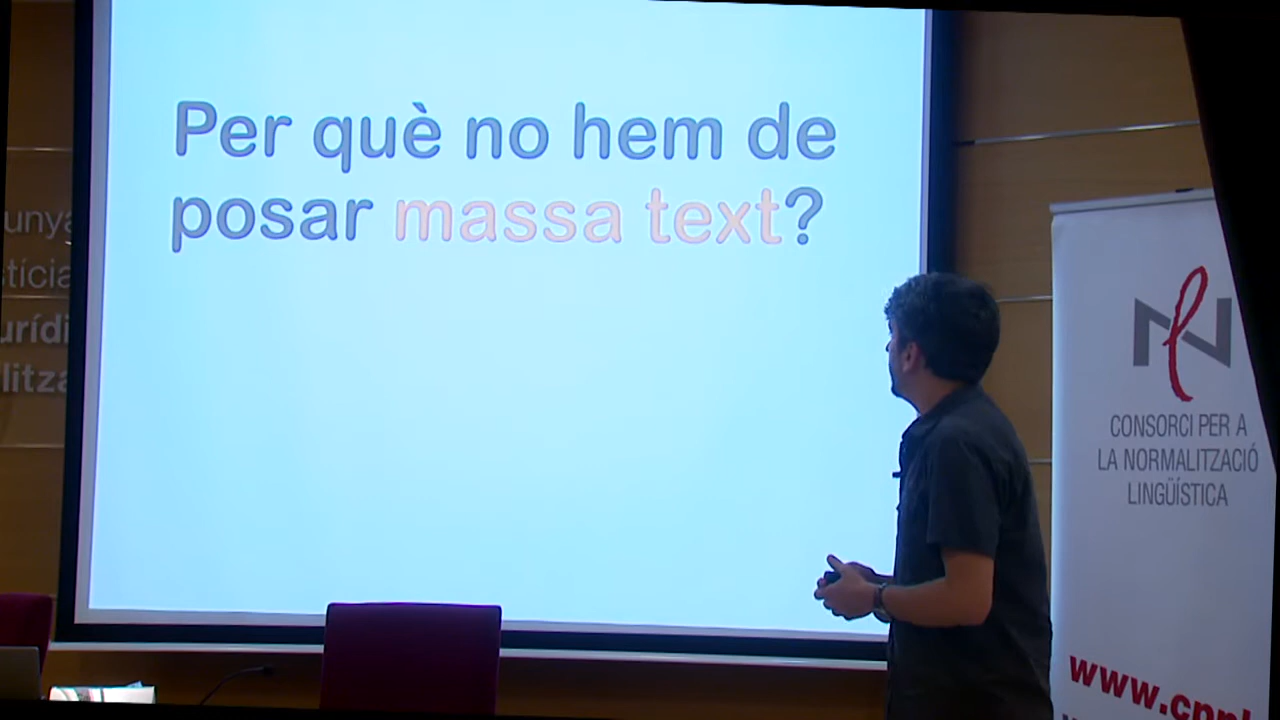 Per què no hem de
posar massa text?
CONSORCI PER A
LA NORMALITZACIÓ
LINGÜÍSTICA